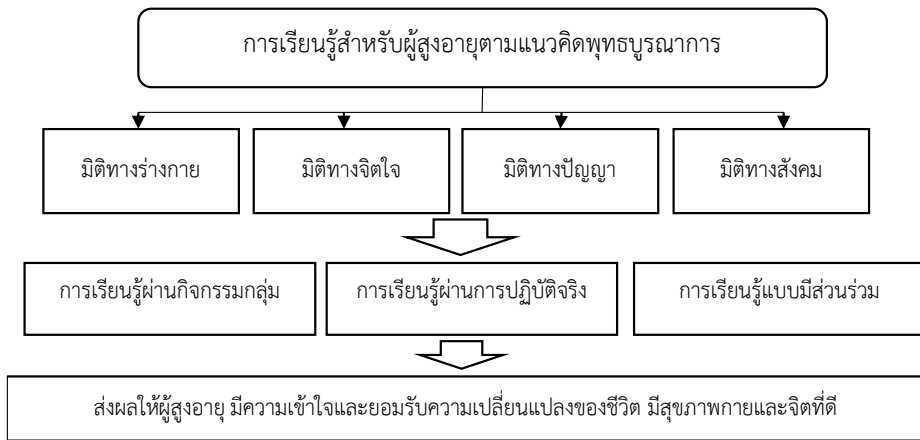 การเรียนรู้สำหรับผู้สูงอายุตามแนวคิดพุทธบูรณาการ
มิติทางร่างกาย
มิติทางจิตใจ
มิติทางปัญญา
มิติทางสังคม
การเรียนรู้ผ่านกิจกรรมกลุ่ม
การเรียนรู้ผ่านการปฏิบัติจริง
การเรียนรู้แบบมีส่วนร่วม
ส่งผลให้ผู้สูงอายุ มีความเข้าใจและยอมรับความเปลี่ยนแปลงของชีวิต มีสุขภาพกายและจิตที่ดี